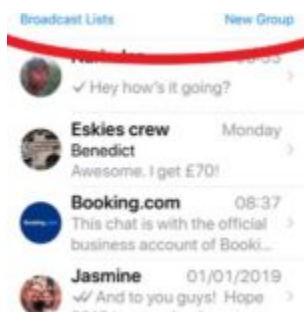 Broadcast Lists New Group
✓ Hey how's it going?
Eskies crew Monday
Benedict
Awesome. I get £70!
Booking.com 08:37
This chat is with the official
business account of Booki...
Jasmine 01/01/2019
✓✓ And to you guys! Hope